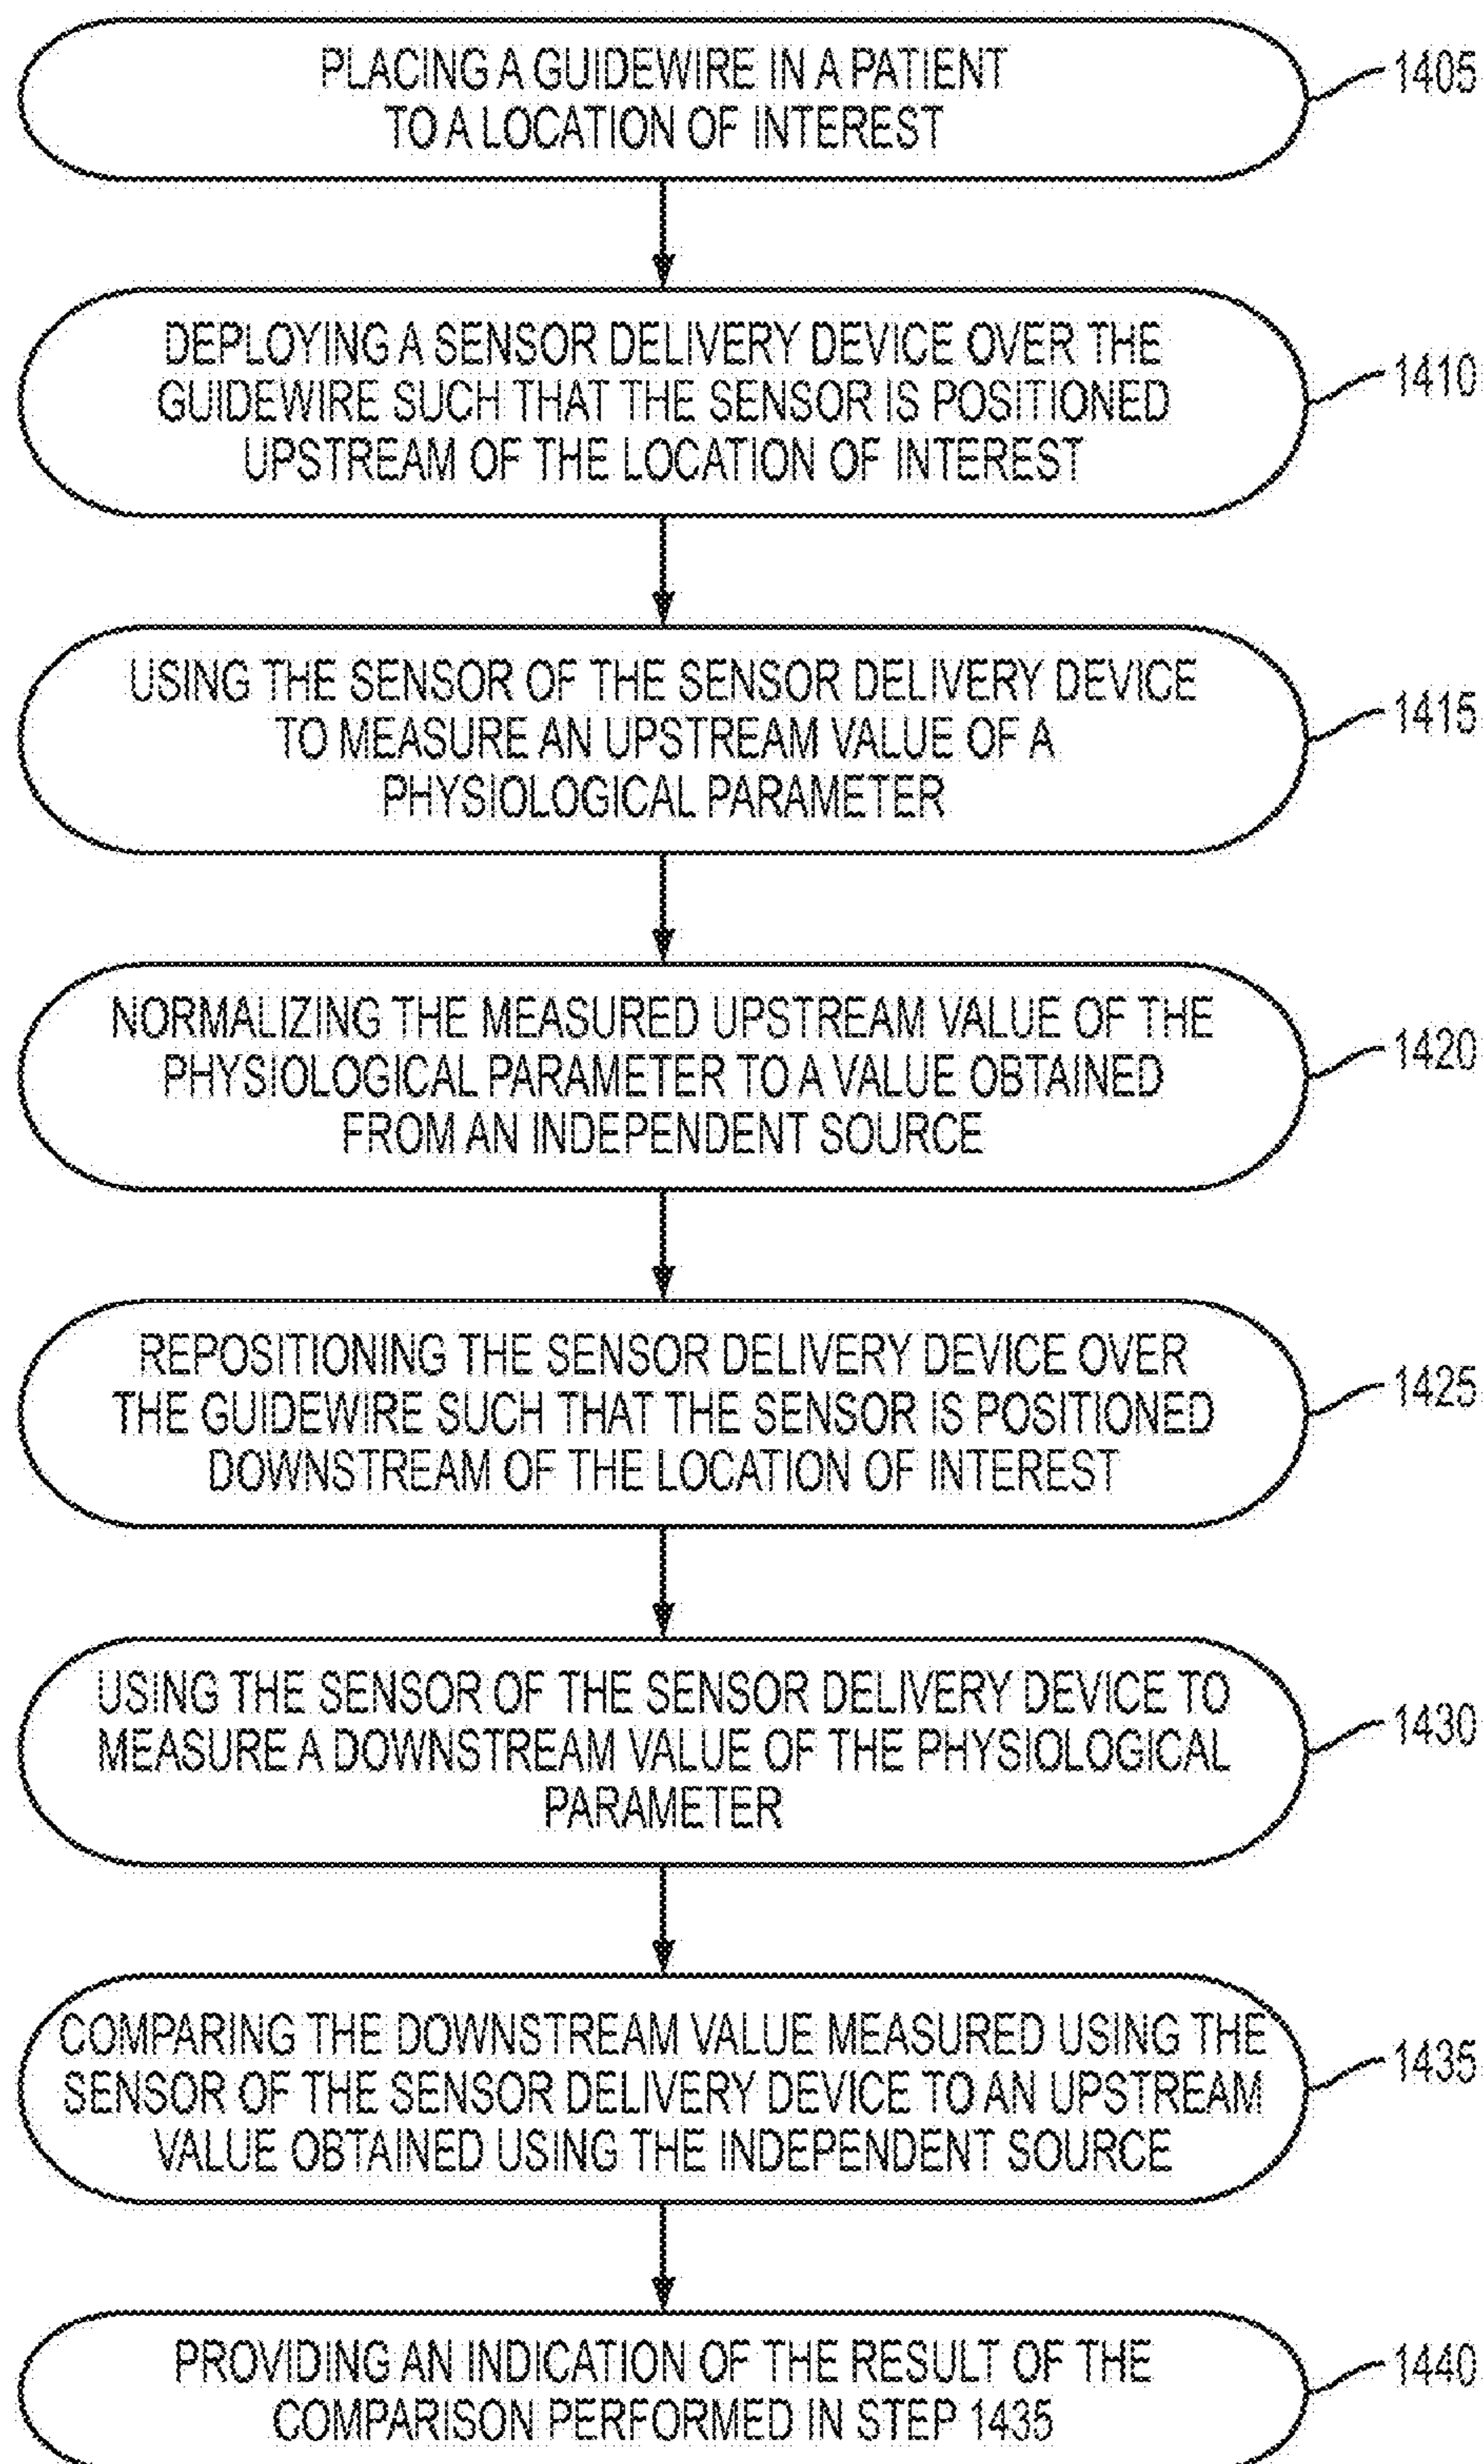 PLACING A GUIDEWIRE IN A PATIENT
TO A LOCATION OF INTEREST
1405
DEPLOYING A SENSOR DELIVERY DEVICE OVER THE
GUIDEWIRE SUCH THAT THE SENSOR IS POSITIONED
UPSTREAM OF THE LOCATION OF INTEREST
1410
USING THE SENSOR OF THE SENSOR DELIVERY DEVICE
TO MEASURE AN UPSTREAM VALUE OF A
PHYSIOLOGICAL PARAMETER
1415
NORMALIZING THE MEASURED UPSTREAM VALUE OF THE
PHYSIOLOGICAL PARAMETER TO A VALUE OBTAINED
FROM AN INDEPENDENT SOURCE
1420
REPOSITIONING THE SENSOR DELIVERY DEVICE OVER
THE GUIDEWIRE SUCH THAT THE SENSOR IS POSITIONED
DOWNSTREAM OF THE LOCATION OF INTEREST
1425
USING THE SENSOR OF THE SENSOR DELIVERY DEVICE TO
MEASURE A DOWNSTREAM VALUE OF THE PHYSIOLOGICAL
PARAMETER
1430
COMPARING THE DOWNSTREAM VALUE MEASURED USING THE
SENSOR OF THE SENSOR DELIVERY DEVICE TO AN UPSTREAM
VALUE OBTAINED USING THE INDEPENDENT SOURCE
1435
PROVIDING AN INDICATION OF THE RESULT OF THE
COMPARISON PERFORMED IN STEP 1435
1440